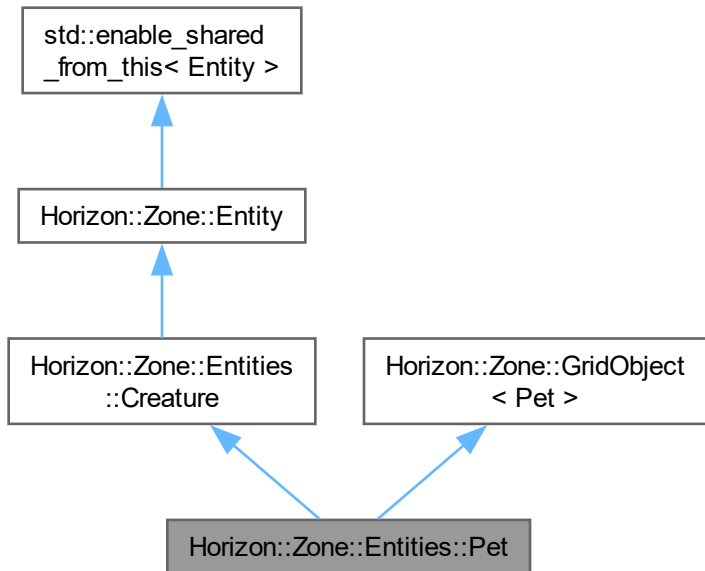 std::enable_shared
_from_this< Entity >
Horizon::Zone::Entity
Horizon::Zone::Entities
::Creature
Horizon::Zone::GridObject
< Pet >
Horizon::Zone::Entities::Pet